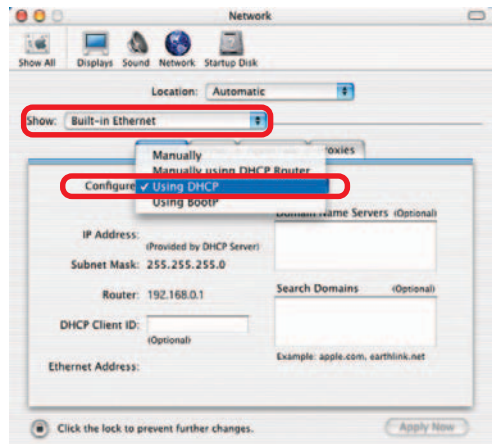 Network
Show All Displays Sound Network Startup Disk
Location: Automatic
Show: Built-in Ethernet
Manually
Manually using DHCP Router
Configure ✓ Using DHCP
Using BootP
Domain Name Servers (Optional)
IP Address:
(Provided by DHCP Server)
Subnet Mask: 255.255.255.0
Router: 192.168.0.1
Search Domains (Optional)
DHCP Client ID:
(Optional)
Example: apple.com, earthlink.net
Ethernet Address:
Click the lock to prevent further changes.
Apply Now